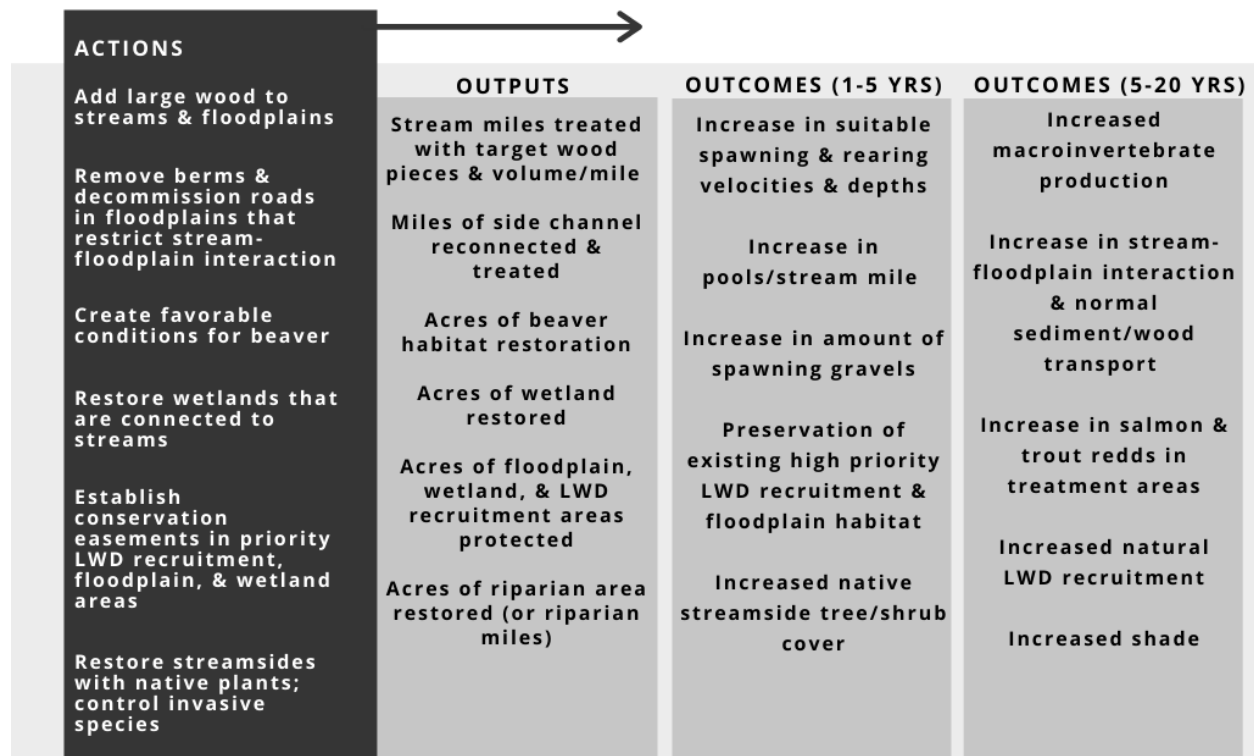 ACTIONS
Add large wood to
streams & floodplains
Remove berms &
decommission roads
in floodplains that
restrict stream-
floodplain interaction
Create favorable
conditions for beaver
Restore wetlands that
are connected to
streams
Establish
conservation
easements in priority
LWD recruitment,
floodplain, & wetland
areas
Restore streamsides
with native plants;
control invasive
species
OUTPUTS
Stream miles treated
with target wood
pieces & volume/mile
Miles of side channel
reconnected &
treated
Acres of beaver
habitat restoration
Acres of wetland
restored
Acres of floodplain,
wetland, & LWD
recruitment areas
protected
Acres of riparian area
restored (or riparian
miles)
OUTCOMES (1-5 YRS)
Increase in suitable
spawning & rearing
velocities & depths
Increase in
pools/stream mile
Increase in amount of
spawning gravels
Preservation of
existing high priority
LWD recruitment &
floodplain habitat
Increased native
streamside tree/shrub
cover
OUTCOMES (5-20 YRS)
Increased
macroinvertebrate
production
Increase in stream-
floodplain interaction
& normal
sediment/wood
transport
Increase in salmon &
trout redds in
treatment areas
Increased natural
LWD recruitment
Increased shade